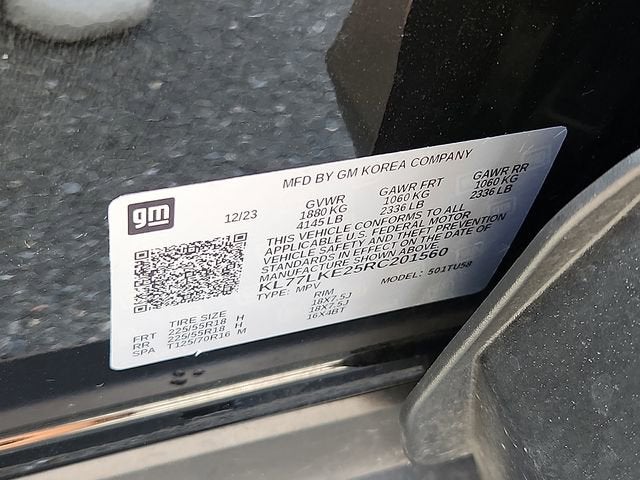 MFD BY GM KOREA COMPANY
gm
12/23
GVWR GAWR FRT GAWR RR
1880 KG 1060 KG 1060 KG
4145 LB 2336 LB 2336 LB
THIS VEHICLE CONFORMS TO ALL
APPLICABLE U.S. FEDERAL MOTOR
VEHICLE SAFETY AND THEFT PREVENTION
STANDARDS IN EFFECT ON THE DATE OF
MANUFACTURE SHOWN ABOVE
KL77LKE25RC201560
TYPE: MPV MODEL: 501TU58
TIRE SIZE RIM
FRT 225/55R18 H 18X7.5J
RR 225/55R18 H 18X7.5J
SPA T125/70R16 M 16X4BT